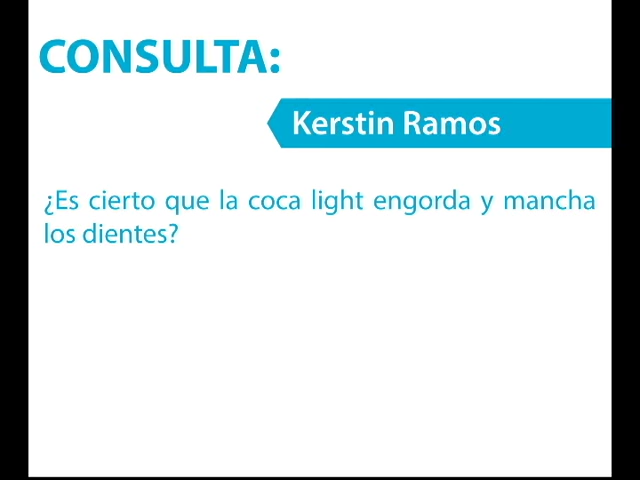 CONSULTA:
Kerstin Ramos
¿Es cierto que la coca light engorda y mancha
los dientes?